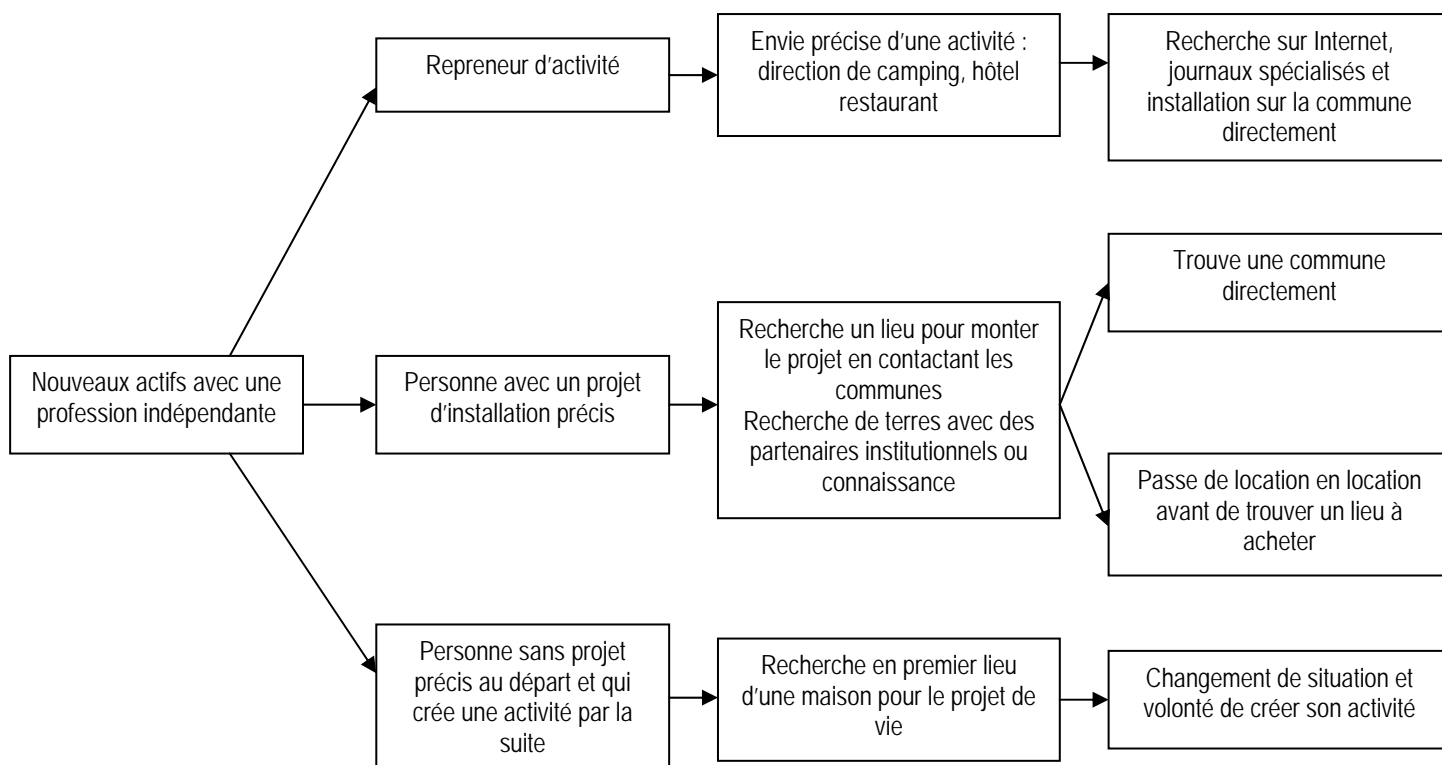 Repreneur d’activité
Envie précise d’une activité :
direction de camping, hôtel
restaurant
Recherche sur Internet,
journaux spécialisés et
installation sur la commune
directement
Nouveaux actifs avec une
profession indépendante
Personne avec un projet
d’installation précis
Recherche un lieu pour monter
le projet en contactant les
communes
Recherche de terres avec des
partenaires institutionnels ou
connaissance
Trouve une commune
directement
Passe de location en location
avant de trouver un lieu à
acheter
Personne sans projet
précis au départ et qui
crée une activité par la
suite
Recherche en premier lieu
d’une maison pour le projet de
vie
Changement de situation et
volonté de créer son activité